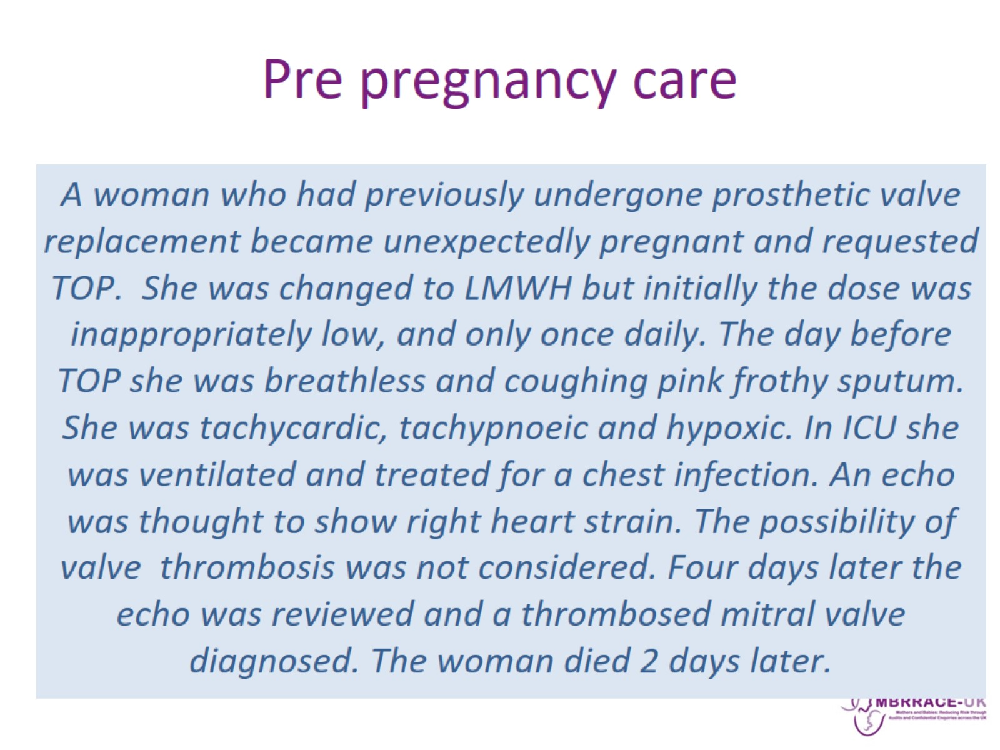 Pre pregnancy care
A woman who had previously undergone prosthetic valve
replacement became unexpectedly pregnant and requested
TOP. She was changed to LMWH but initially the dose was
inappropriately low, and only once daily. The day before
TOP she was breathless and coughing pink frothy sputum.
She was tachycardic, tachypnoeic and hypoxic. In ICU she
was ventilated and treated for a chest infection. An echo
was thought to show right heart strain. The possibility of
valve thrombosis was not considered. Four days later the
echo was reviewed and a thrombosed mitral valve
diagnosed. The woman died 2 days later.
MBRRACE-UK
Mothers and Babies: Reducing Risk through
Audits and Confidential Enquiries across the UK